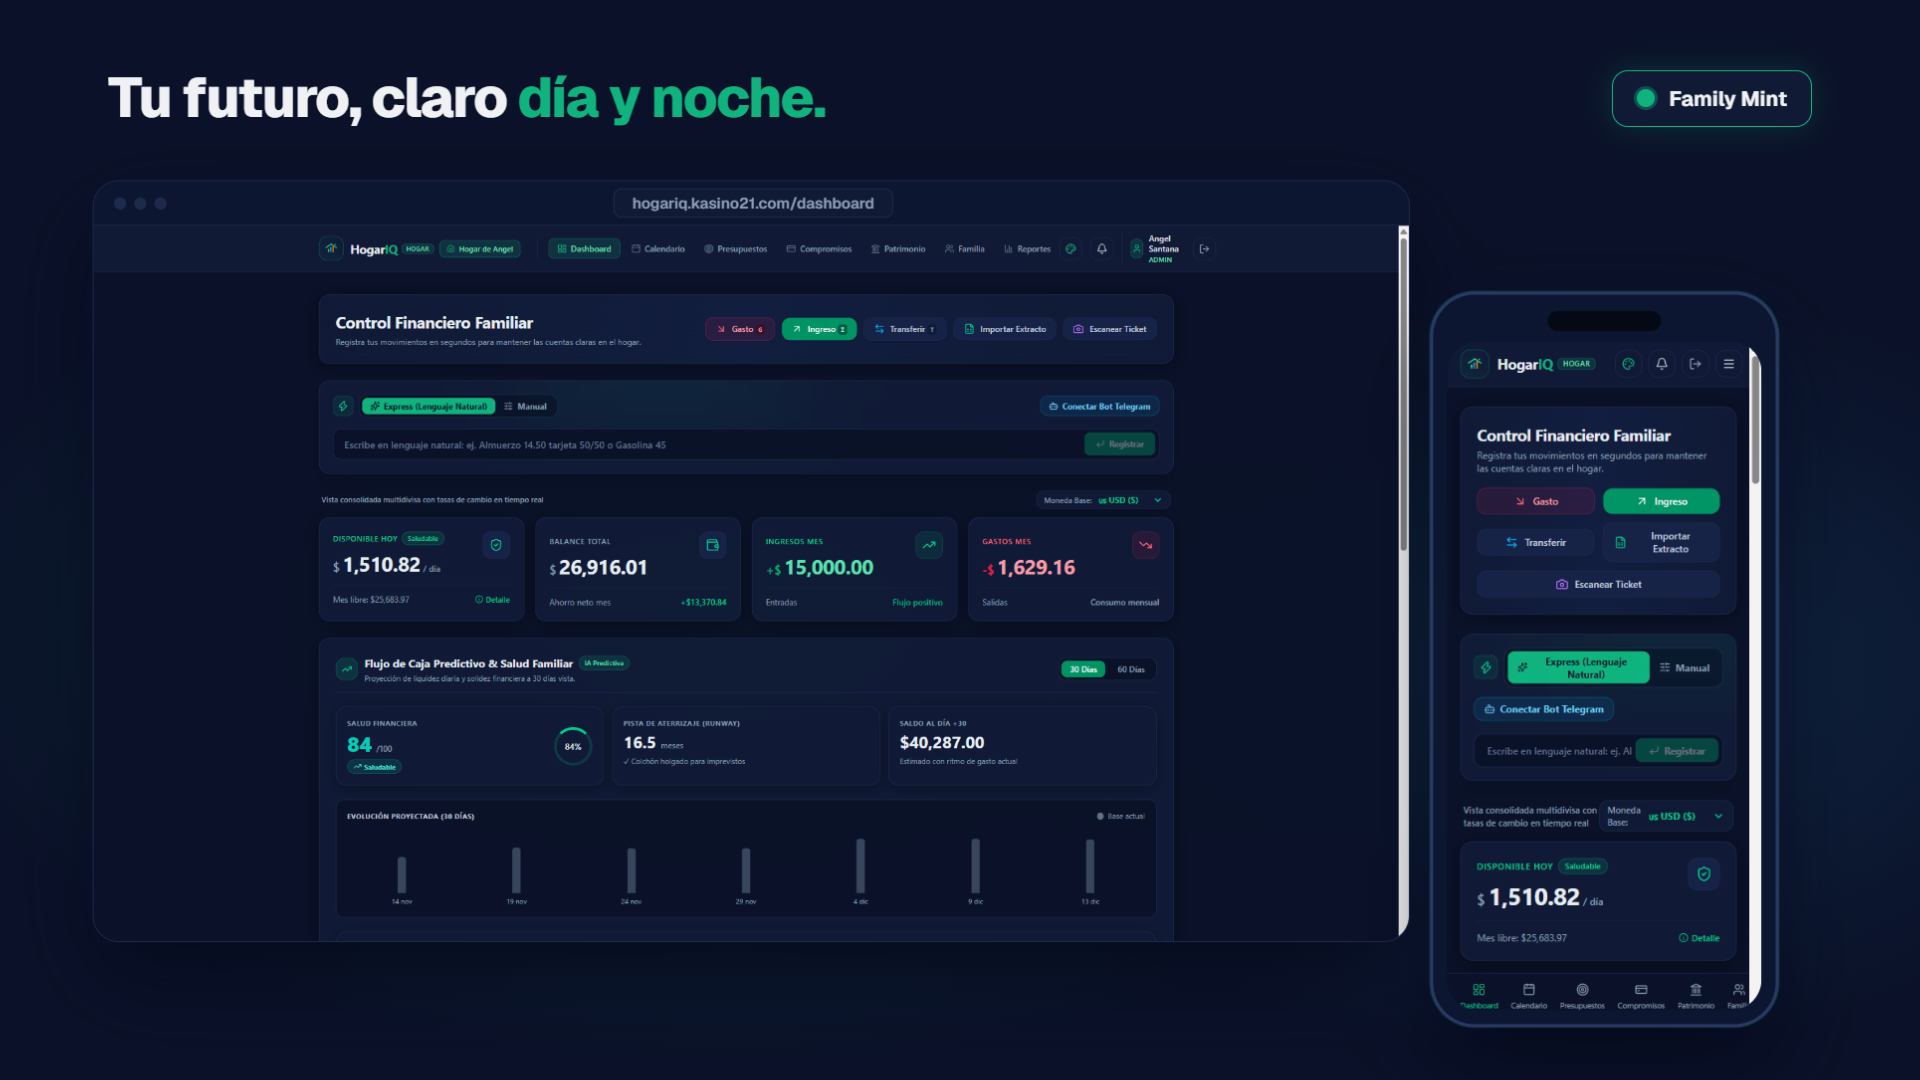 Tu futuro, claro día y noche.
Family Mint
hogariq.kasino21.com/dashboard
HogarIQ HOGAR Hogar de Angel Dashboard Calendario Presupuestos Compromisos Patrimonio Familia Reportes Angel Santana ADMIN
Control Financiero Familiar
Registra tus movimientos en segundos para mantener las cuentas claras en el hogar.
Gasto G Ingreso I Transferir T Importar Extracto Escanear Ticket
Express (Lenguaje Natural) Manual Conectar Bot Telegram
Escribe en lenguaje natural: ej. Almuerzo 14.50 tarjeta 50/50 o Gasolina 45 Registrar
Vista consolidada multidivisa con tasas de cambio en tiempo real Moneda Base: us USD ($)
DISPONIBLE HOY Saludable
$ 1,510.82 / día
Mes libre: $25,683.97 Detalle
BALANCE TOTAL
$ 26,916.01
Ahorro neto mes +$13,370.84
INGRESOS MES
+$ 15,000.00
Entradas Flujo positivo
GASTOS MES
-$ 1,629.16
Salidas Consumo mensual
Flujo de Caja Predictivo & Salud Familiar IA Predictiva
Proyección de liquidez diaria y solidez financiera a 30 días vista.
30 Días 60 Días
SALUD FINANCIERA
84 /100
Saludable
84%
PISTA DE ATERRIZAJE (RUNWAY)
16.5 meses
✓ Colchón holgado para imprevistos
SALDO AL DÍA +30
$40,287.00
Estimado con ritmo de gasto actual
EVOLUCIÓN PROYECTADA (30 DÍAS) Base actual
14 nov 19 nov 24 nov 29 nov 4 dic 9 dic 13 dic
HogarIQ HOGAR
Control Financiero Familiar
Registra tus movimientos en segundos para mantener
las cuentas claras en el hogar.
Gasto Ingreso
Transferir Importar Extracto
Escanear Ticket
Express (Lenguaje Natural) Manual
Conectar Bot Telegram
Escribe en lenguaje natural: ej. Al Registrar
Vista consolidada multidivisa con
tasas de cambio en tiempo real
Moneda Base: us USD ($)
DISPONIBLE HOY Saludable
$ 1,510.82 / día
Mes libre: $25,683.97 Detalle
Dashboard Calendario Presupuestos Compromisos Patrimonio Famil